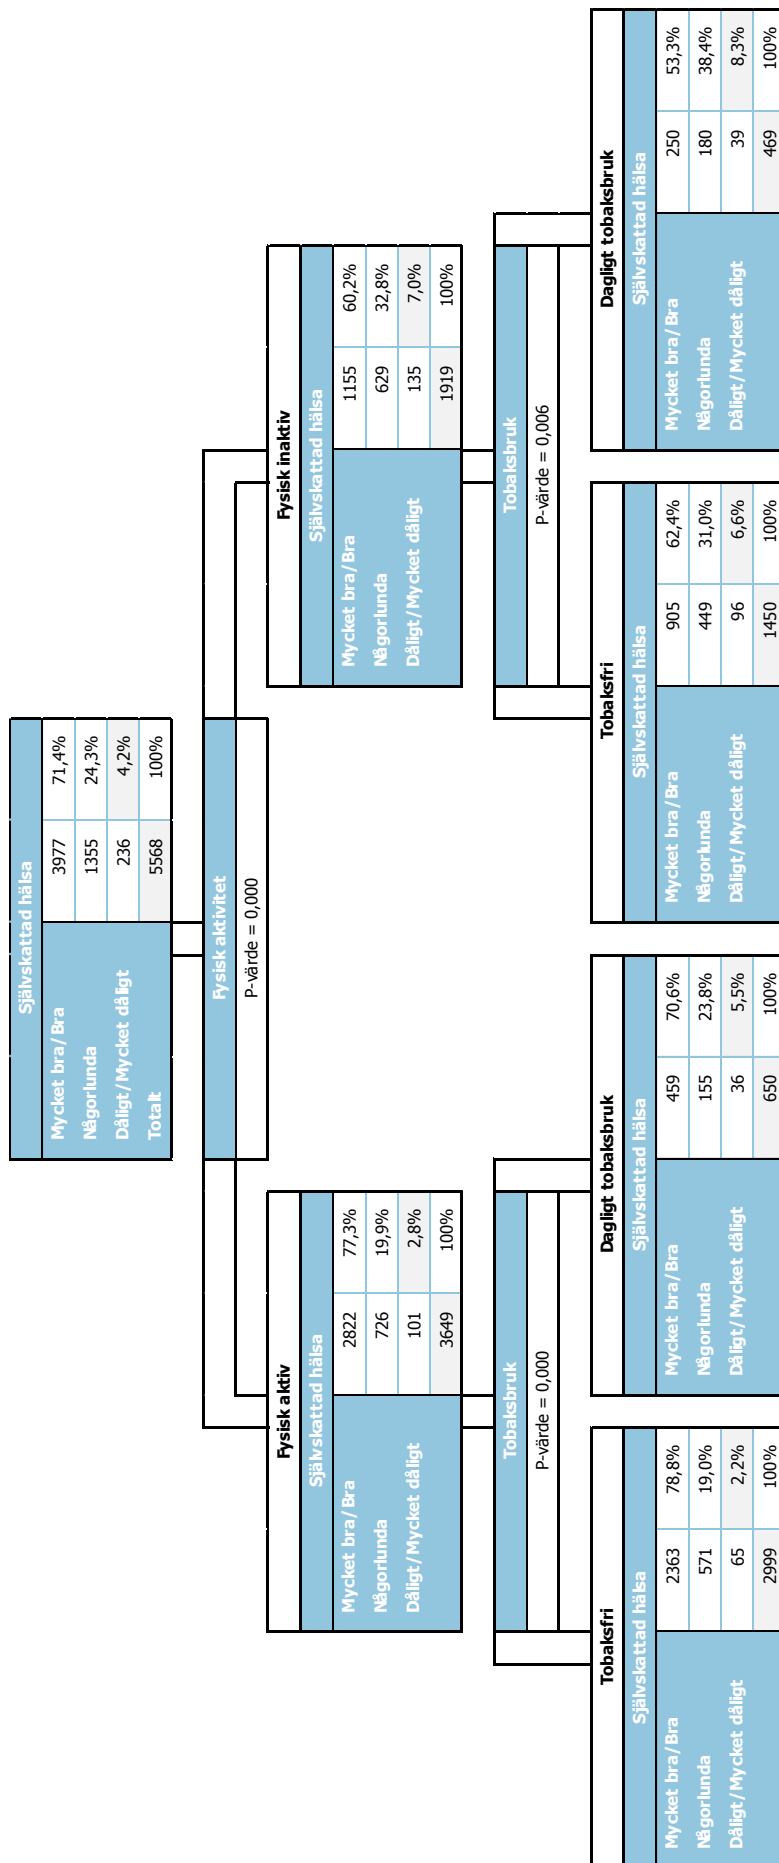 Självskattad hälsa
Mycket bra/Bra 3977 71,4%
Någorlunda 1355 24,3%
Dåligt/Mycket dåligt 236 4,2%
Totalt 5568 100%
Fysisk aktivitet
P-värde = 0,000
Fysisk aktiv
Självskattad hälsa
Mycket bra/Bra 2822 77,3%
Någorlunda 726 19,9%
Dåligt/Mycket dåligt 101 2,8%
3649 100%
Fysisk inaktiv
Självskattad hälsa
Mycket bra/Bra 1155 60,2%
Någorlunda 629 32,8%
Dåligt/Mycket dåligt 135 7,0%
1919 100%
Tobaksbruk
P-värde = 0,000
Tobaksbruk
P-värde = 0,006
Tobaksfri
Självskattad hälsa
Mycket bra/Bra 2363 78,8%
Någorlunda 571 19,0%
Dåligt/Mycket dåligt 65 2,2%
2999 100%
Dagligt tobaksbruk
Självskattad hälsa
Mycket bra/Bra 459 70,6%
Någorlunda 155 23,8%
Dåligt/Mycket dåligt 36 5,5%
650 100%
Tobaksfri
Självskattad hälsa
Mycket bra/Bra 905 62,4%
Någorlunda 449 31,0%
Dåligt/Mycket dåligt 96 6,6%
1450 100%
Dagligt tobaksbruk
Självskattad hälsa
Mycket bra/Bra 250 53,3%
Någorlunda 180 38,4%
Dåligt/Mycket dåligt 39 8,3%
469 100%